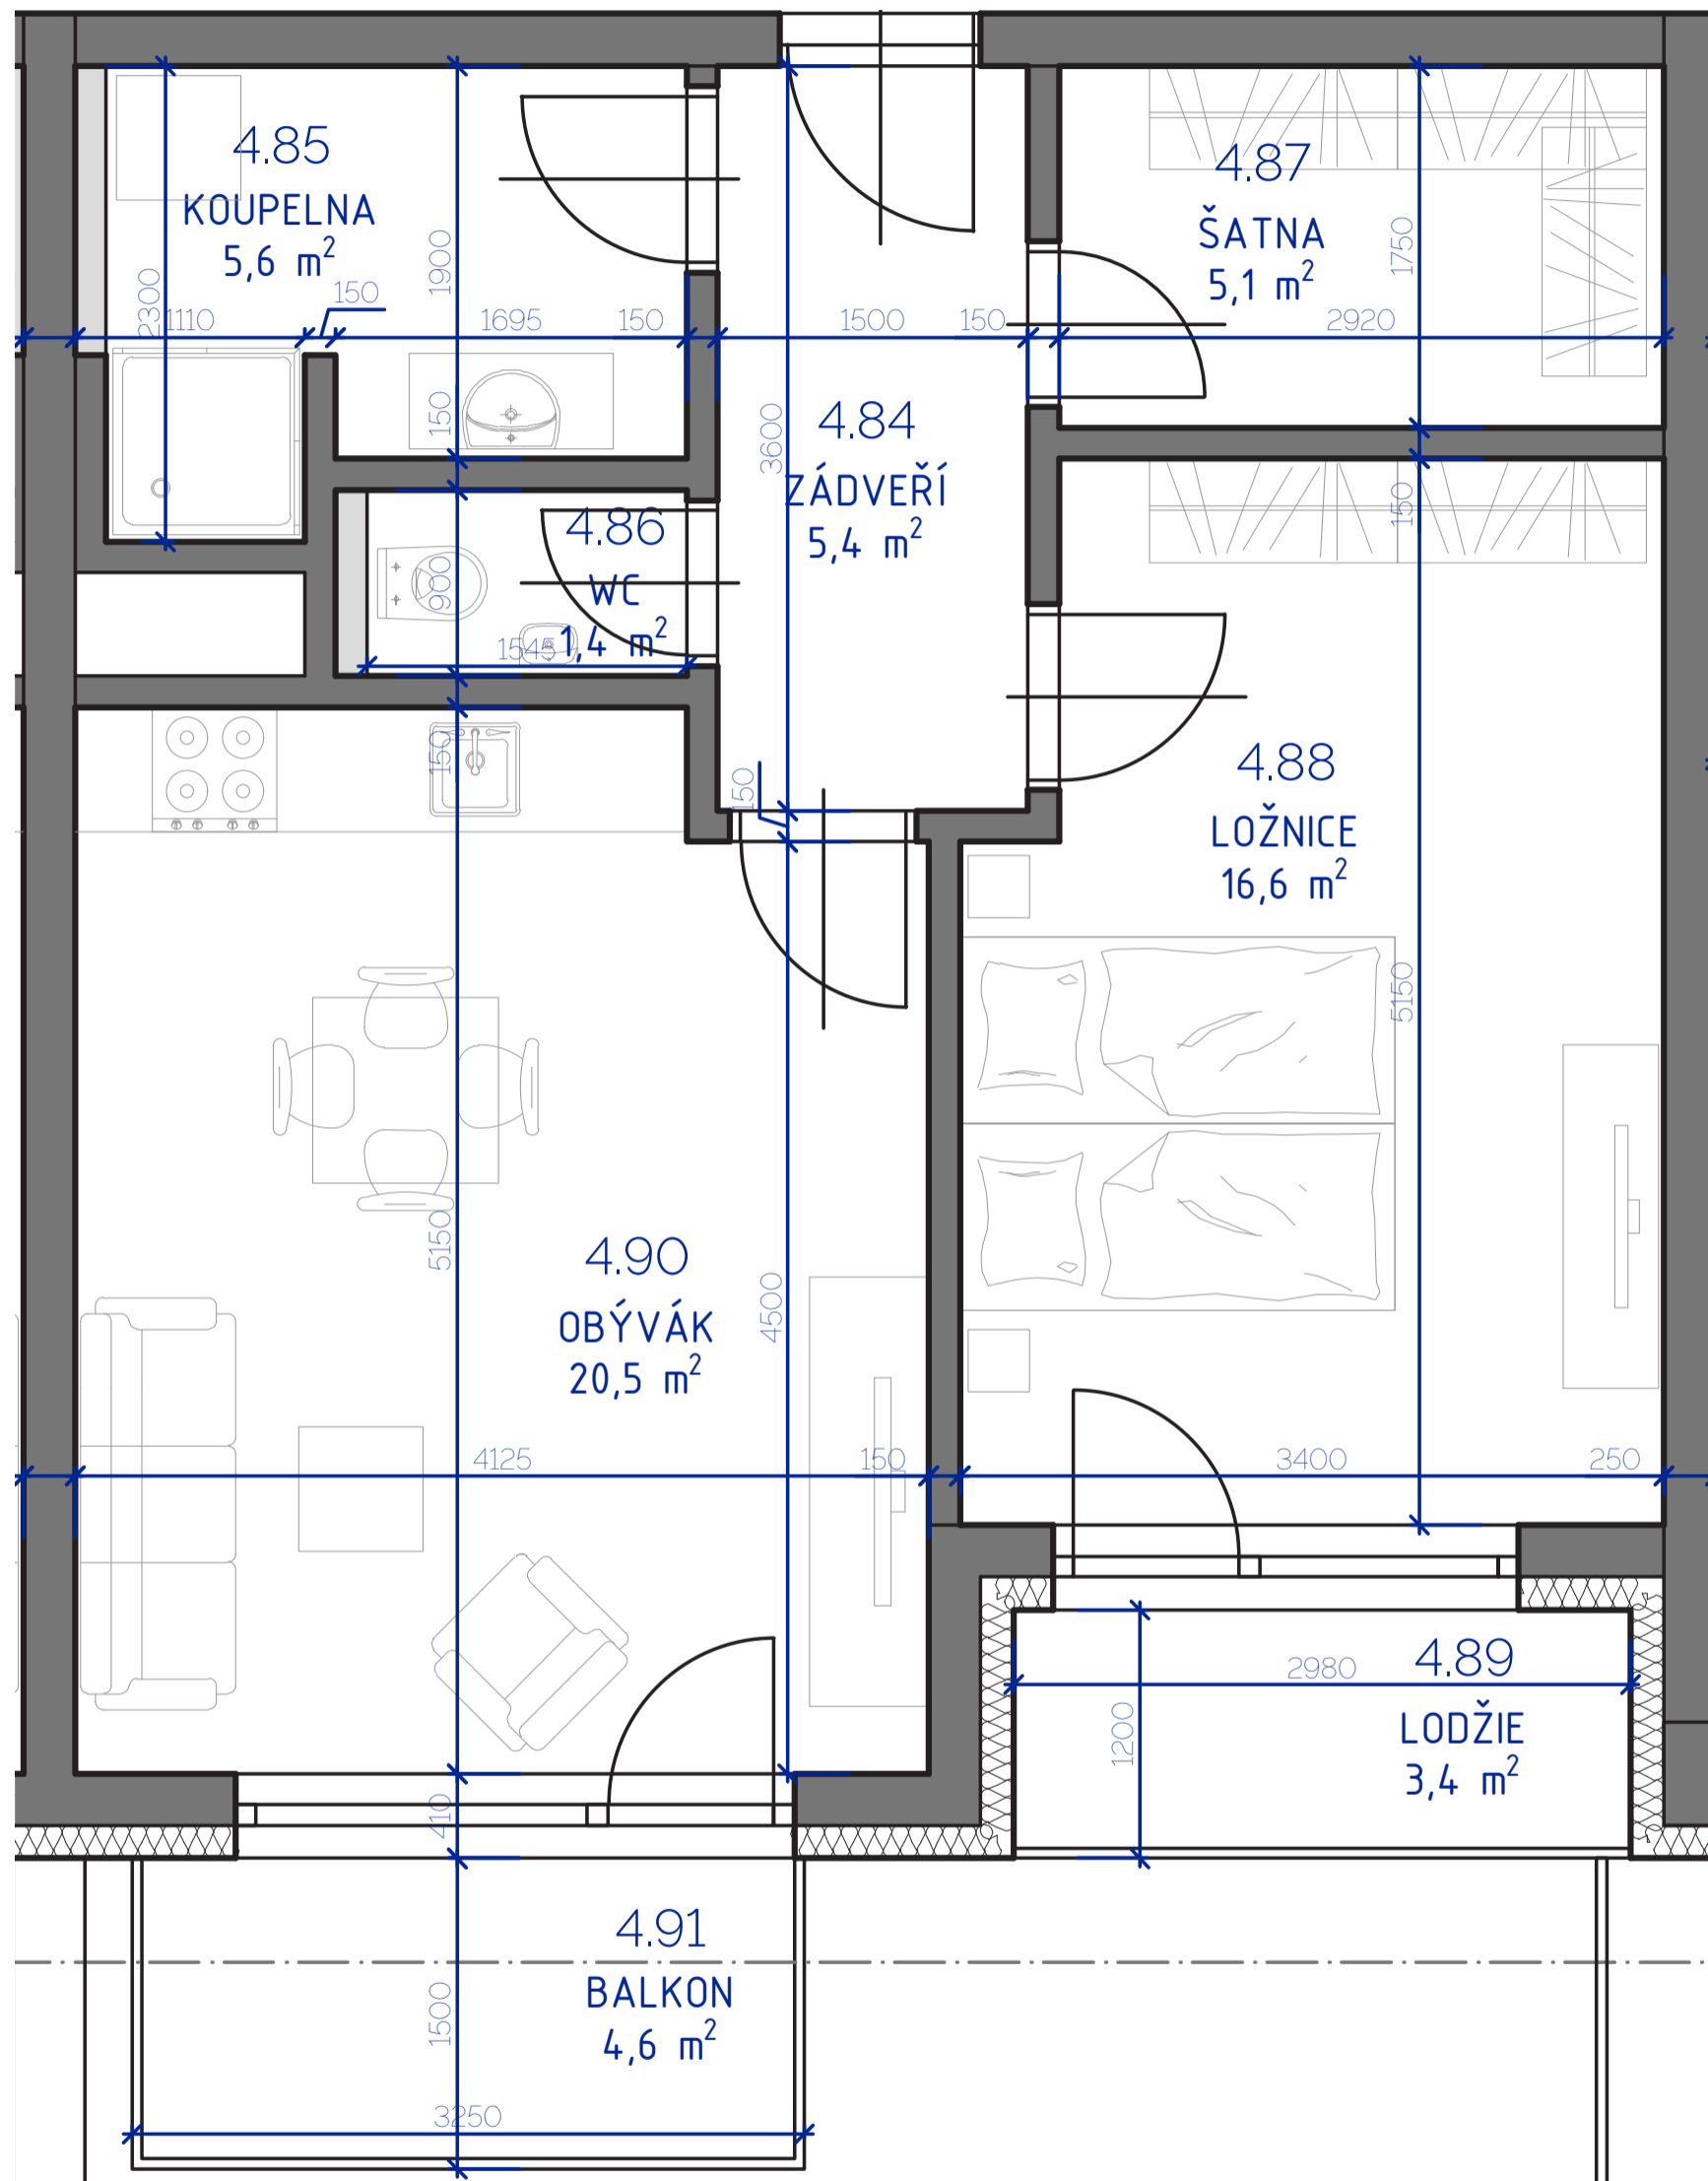 4.85
KOUPELNA
5,6 m²
2300
1110
150
1900
1695
150
150
4.87
ŠATNA
5,1 m²
1750
1500
150
2920
4.84
ZÁDVEŘÍ
5,4 m²
3600
4.86
WC
1,4 m²
900
1545
150
150
150
4.88
LOŽNICE
16,6 m²
5150
4.90
OBÝVÁK
20,5 m²
5150
4500
4125
150
3400
250
4.89
LODŽIE
3,4 m²
2980
1200
410
4.91
BALKON
4,6 m²
1500
3250